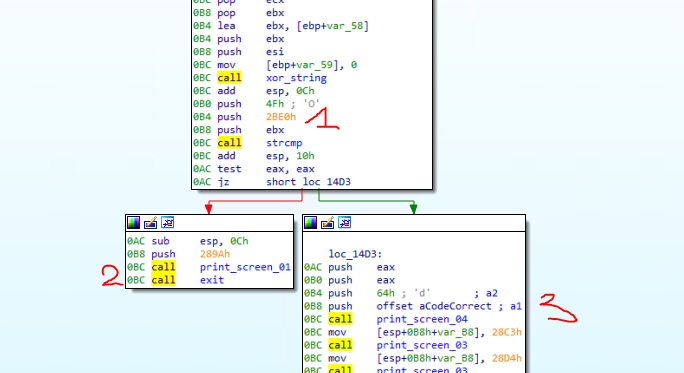 0B8 pop ebx
0B4 lea ebx, [ebp+var_58]
0B4 push ebx
0B8 push esi
0BC mov [ebp+var_59], 0
0BC call xor_string
0BC add esp, 0Ch
0B0 push 4Fh ; 'O'
0B4 push 2BE0h
0B8 push ebx
0BC call strcmp
0BC add esp, 10h
0AC test eax, eax
0AC jz short loc_14D3
1
0AC sub esp, 0Ch
0B8 push 289Ah
0BC call print_screen_01
0BC call exit
2
loc_14D3:
0AC push eax
0B0 push eax
0B4 push 64h ; 'd' ; a2
0B8 push offset aCodeCorrect ; a1
0BC call print_screen_04
0BC mov [esp+0B8h+var_B8], 28C3h
0BC call print_screen_03
0BC mov [esp+0B8h+var_B8], 28D4h
0BC call print_screen_03
3